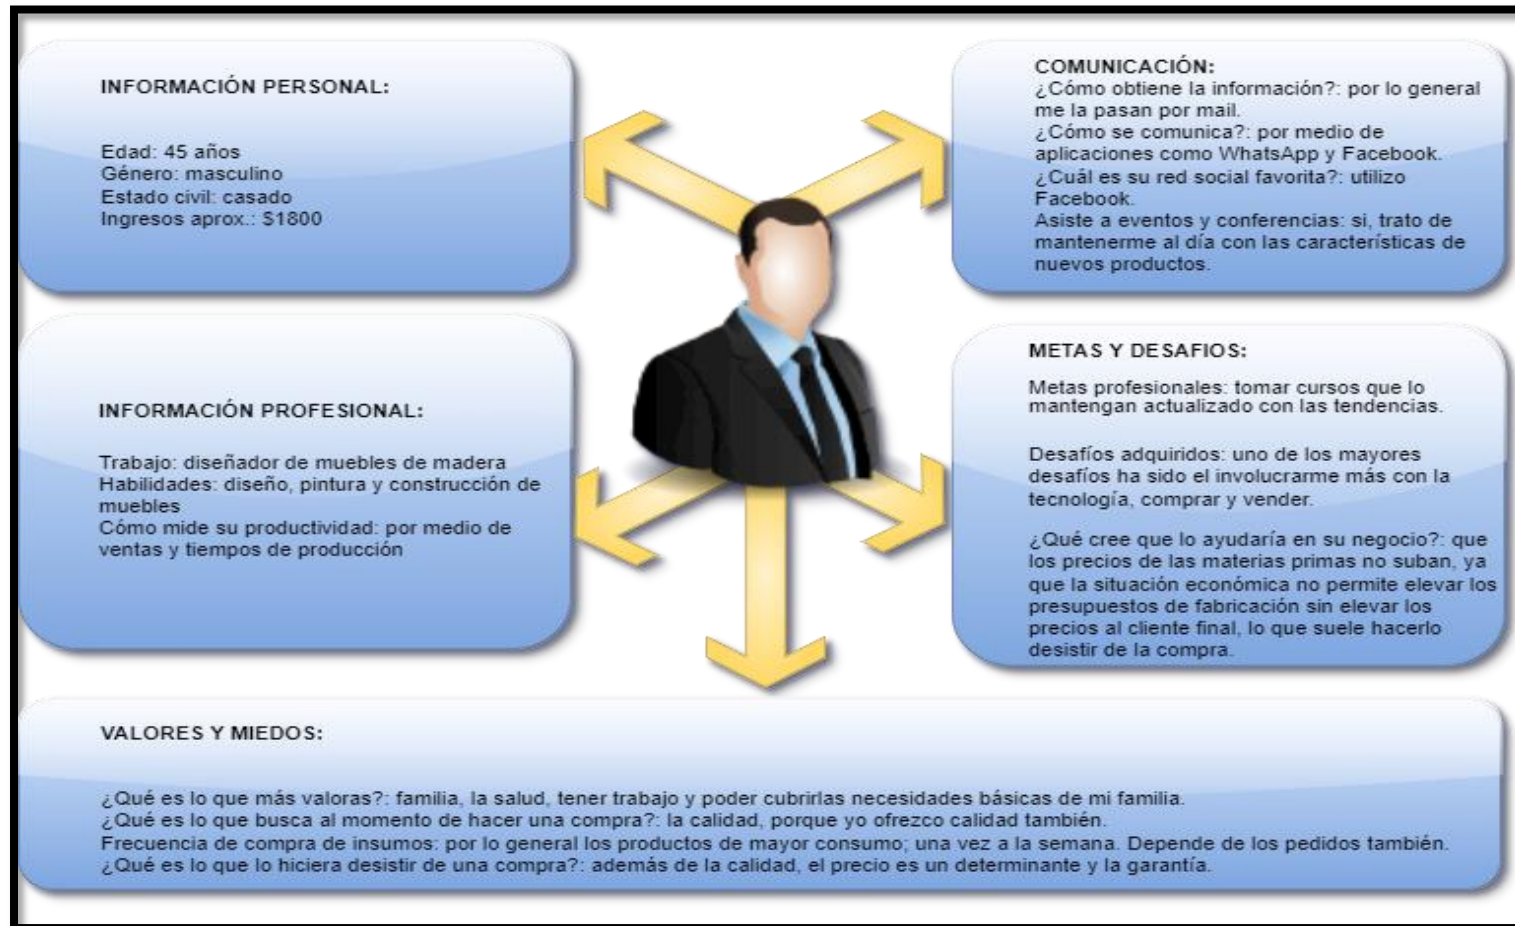 INFORMACIÓN PERSONAL:
Edad: 45 años
Género: masculino
Estado civil: casado
Ingresos aprox.: $1800
COMUNICACIÓN:
¿Cómo obtiene la información?: por lo general
me la pasan por mail.
¿Cómo se comunica?: por medio de
aplicaciones como WhatsApp y Facebook.
¿Cuál es su red social favorita?: utilizo
Facebook.
Asiste a eventos y conferencias: si, trato de
mantenerme al día con las características de
nuevos productos.
INFORMACIÓN PROFESIONAL:
Trabajo: diseñador de muebles de madera
Habilidades: diseño, pintura y construcción de
muebles
Cómo mide su productividad: por medio de
ventas y tiempos de producción
METAS Y DESAFIOS:
Metas profesionales: tomar cursos que lo
mantengan actualizado con las tendencias.
Desafíos adquiridos: uno de los mayores
desafíos ha sido el involucrarme más con la
tecnología, comprar y vender.
¿Qué cree que lo ayudaría en su negocio?: que
los precios de las materias primas no suban, ya
que la situación económica no permite elevar los
presupuestos de fabricación sin elevar los
precios al cliente final, lo que suele hacerlo
desistir de la compra.
VALORES Y MIEDOS:
¿Qué es lo que más valoras?: familia, la salud, tener trabajo y poder cubrirlas necesidades básicas de mi familia.
¿Qué es lo que busca al momento de hacer una compra?: la calidad, porque yo ofrezco calidad también.
Frecuencia de compra de insumos: por lo general los productos de mayor consumo; una vez a la semana. Depende de los pedidos también.
¿Qué es lo que lo hiciera desistir de una compra?: además de la calidad, el precio es un determinante y la garantía.